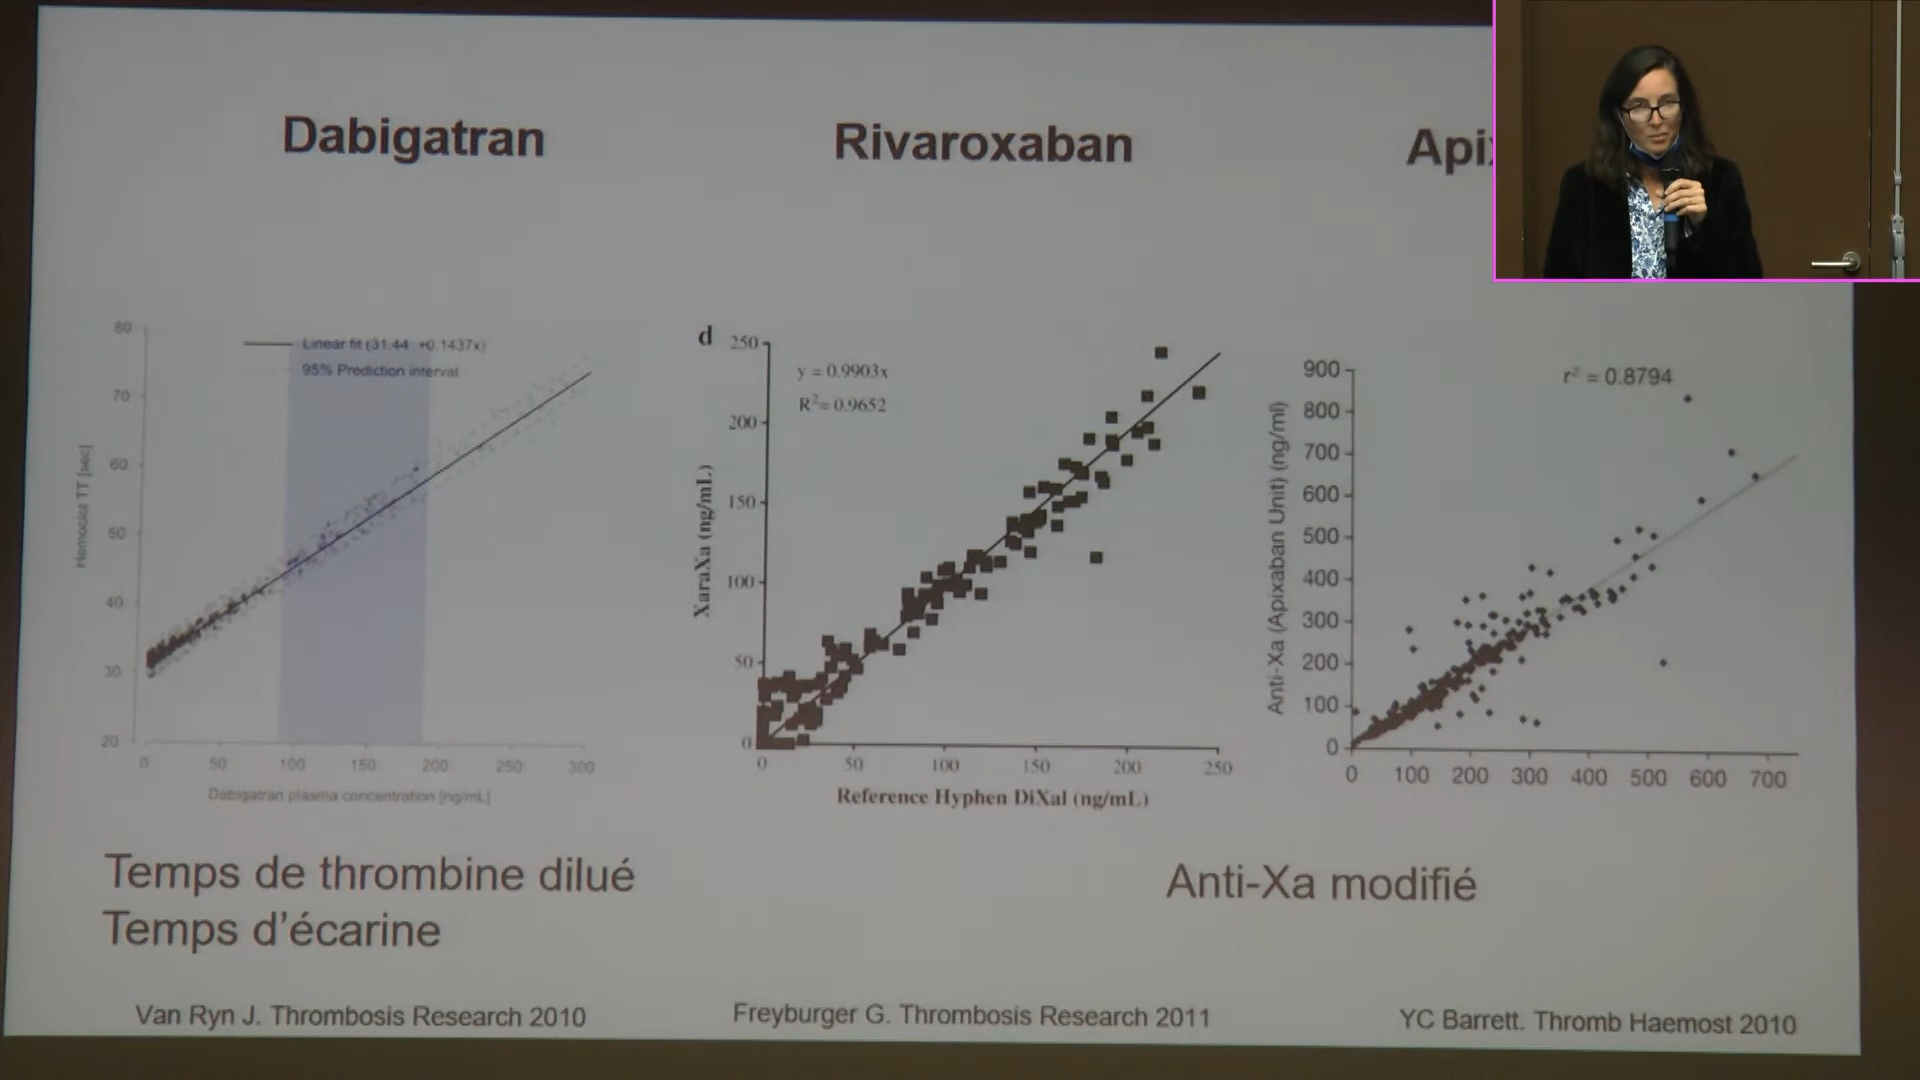 Dabigatran
Rivaroxaban
Api
80
70
60
50
40
30
20
Hemoclot TT [sec]
Linear fit (31.44 +0.1437x)
95% Prediction interval
0 50 100 150 200 250 300
Dabigatran plasma concentration [ng/mL]
d
250
200
150
100
50
0
XaraXa (ng/mL)
y = 0.9903x
R²= 0.9652
0 50 100 150 200 250
Reference Hyphen DiXal (ng/mL)
900
800
700
600
500
400
300
200
100
0
Anti-Xa (Apixaban Unit) (ng/ml)
r² = 0.8794
0 100 200 300 400 500 600 700
Temps de thrombine dilué
Temps d'écarine
Anti-Xa modifié
Van Ryn J. Thrombosis Research 2010
Freyburger G. Thrombosis Research 2011
YC Barrett. Thromb Haemost 2010